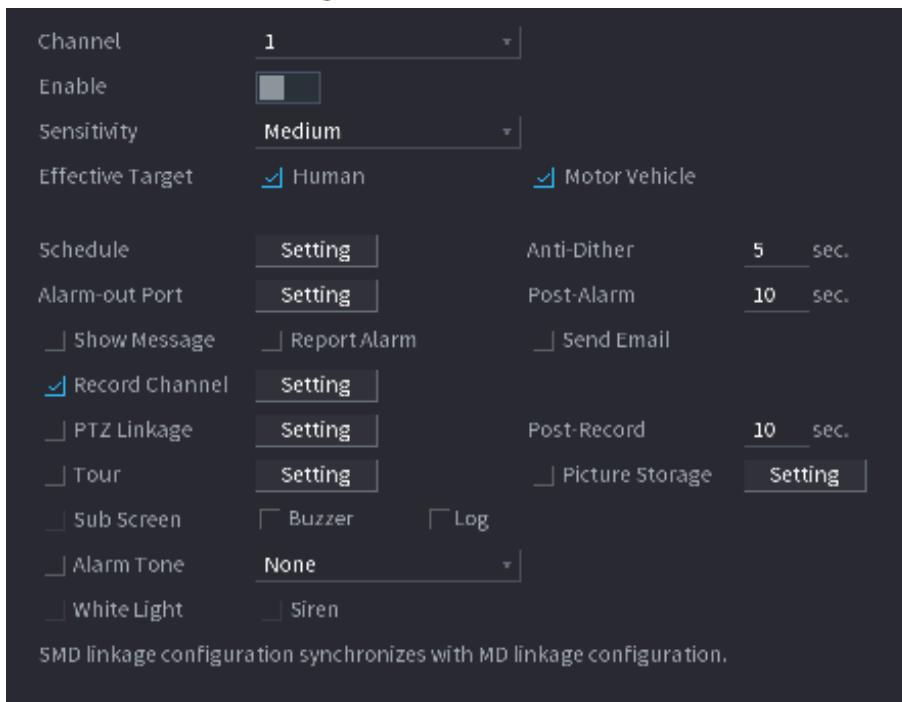 Channel 1
Enable
Sensitivity Medium
Effective Target Human Motor Vehicle
Schedule Setting Anti-Dither 5 sec.
Alarm-out Port Setting Post-Alarm 10 sec.
Show Message Report Alarm Send Email
Record Channel Setting
PTZ Linkage Setting Post-Record 10 sec.
Tour Setting Picture Storage Setting
Sub Screen Buzzer Log
Alarm Tone None
White Light Siren
SMD linkage configuration synchronizes with MD linkage configuration.